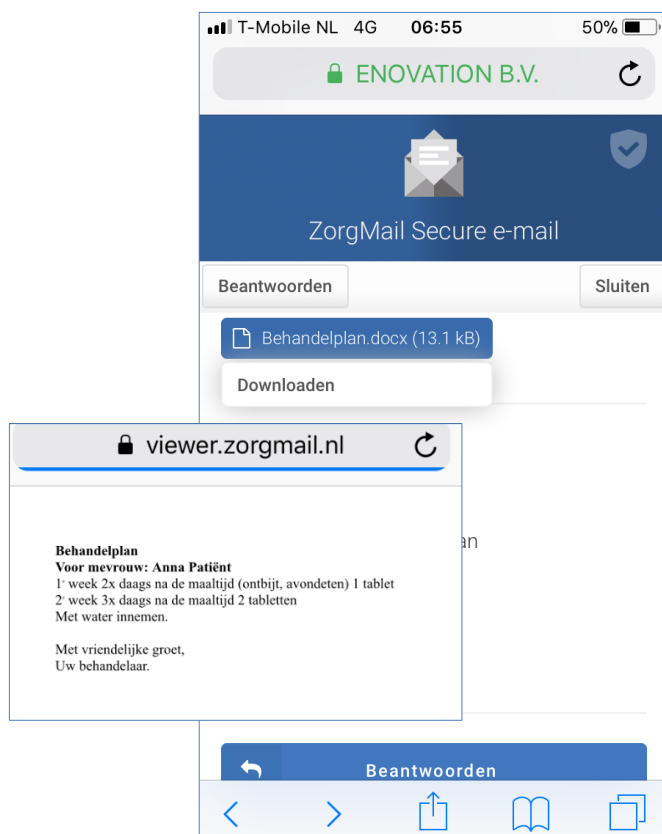 T-Mobile NL 4G 06:55 50%
ENOVATION B.V.
ZorgMail Secure e-mail
Beantwoorden Sluiten
Behandelplan.docx (13.1 kB)
Downloaden
viewer.zorgmail.nl
an
Behandelplan
Voor mevrouw: Anna Patiënt
1e week 2x daags na de maaltijd (ontbijt, avondeten) 1 tablet
2e week 3x daags na de maaltijd 2 tabletten
Met water innemen.
Met vriendelijke groet,
Uw behandelaar.
Beantwoorden